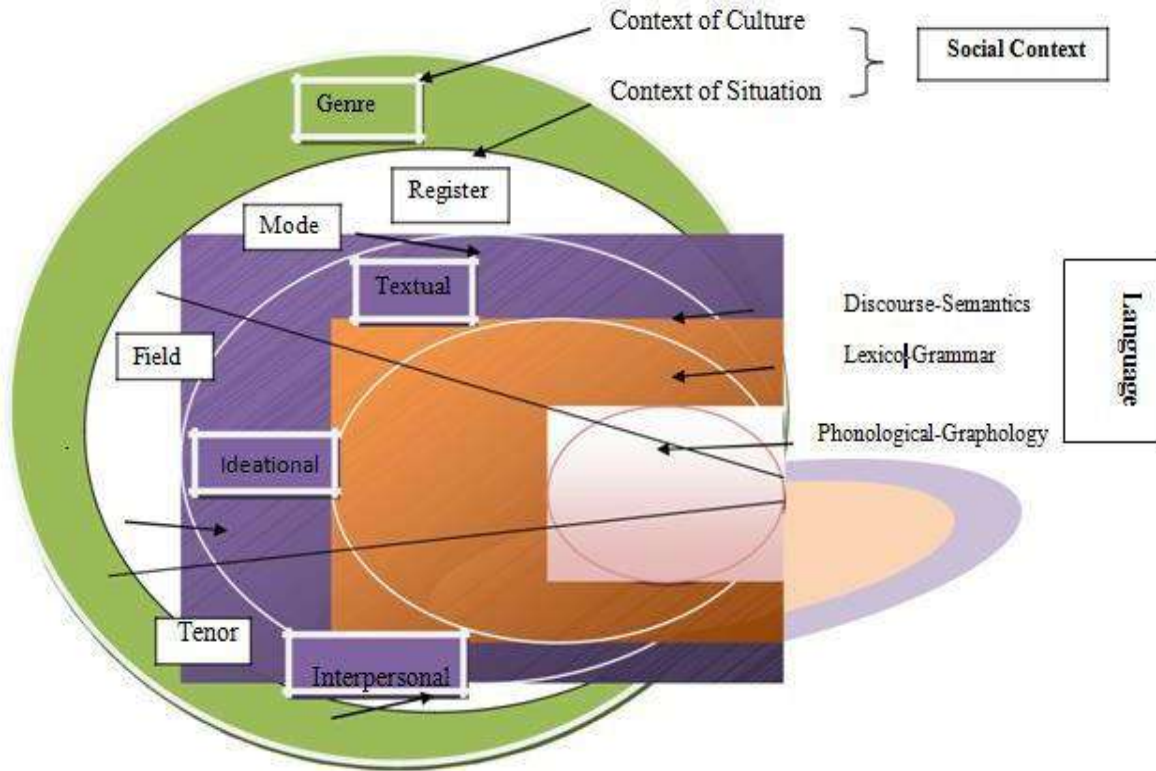 Context of Culture
Social Context
Genre
Context of Situation
Register
Mode
Textual
Discourse-Semantics
Language
Field
Lexico-Grammar
Phonological-Graphology
Ideational
Tenor
Interpersonal